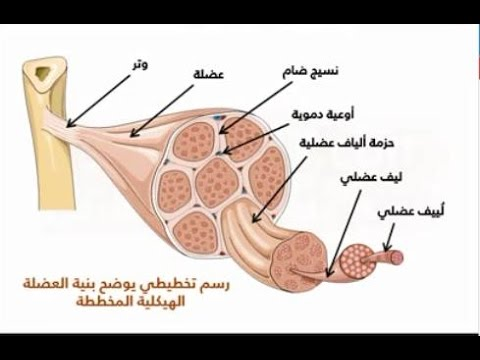 وتر
عضلة
نسيج ضام
أوعية دموية
حزمة ألياف عضلية
ليف عضلي
لُييف عضلي
رسم تخطيطي يوضح بنية العضلة
الهيكلية المخططة